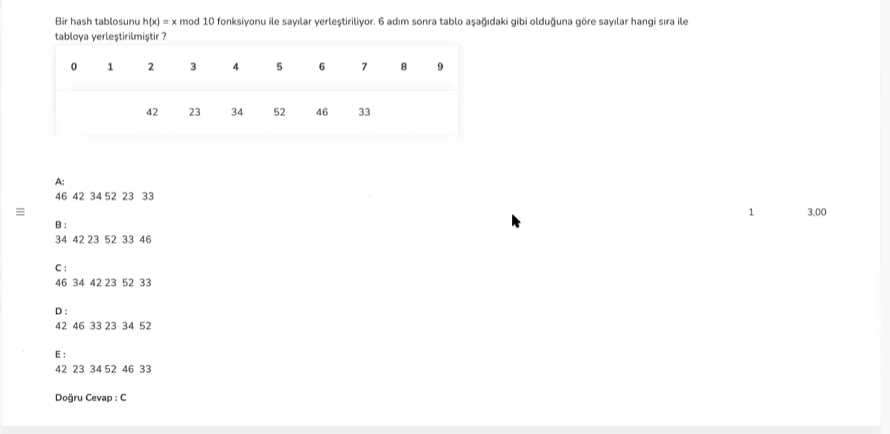 Bir hash tablosunu h(x) = x mod 10 fonksiyonu ile sayılar yerleştiriliyor. 6 adım sonra tablo aşağıdaki gibi olduğuna göre sayılar hangi sıra ile
tabloya yerleştirilmiştir ?
0 1 2 3 4 5 6 7 8 9
42 23 34 52 46 33
A:
46 42 34 52 23 33
1 3,00
B :
34 42 23 52 33 46
C :
46 34 42 23 52 33
D :
42 46 33 23 34 52
E :
42 23 34 52 46 33
Doğru Cevap : C